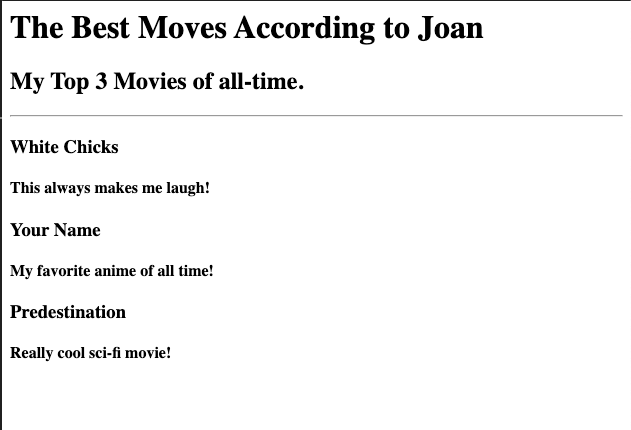 The Best Moves According to Joan
My Top 3 Movies of all-time.
White Chicks
This always makes me laugh!
Your Name
My favorite anime of all time!
Predestination
Really cool sci-fi movie!